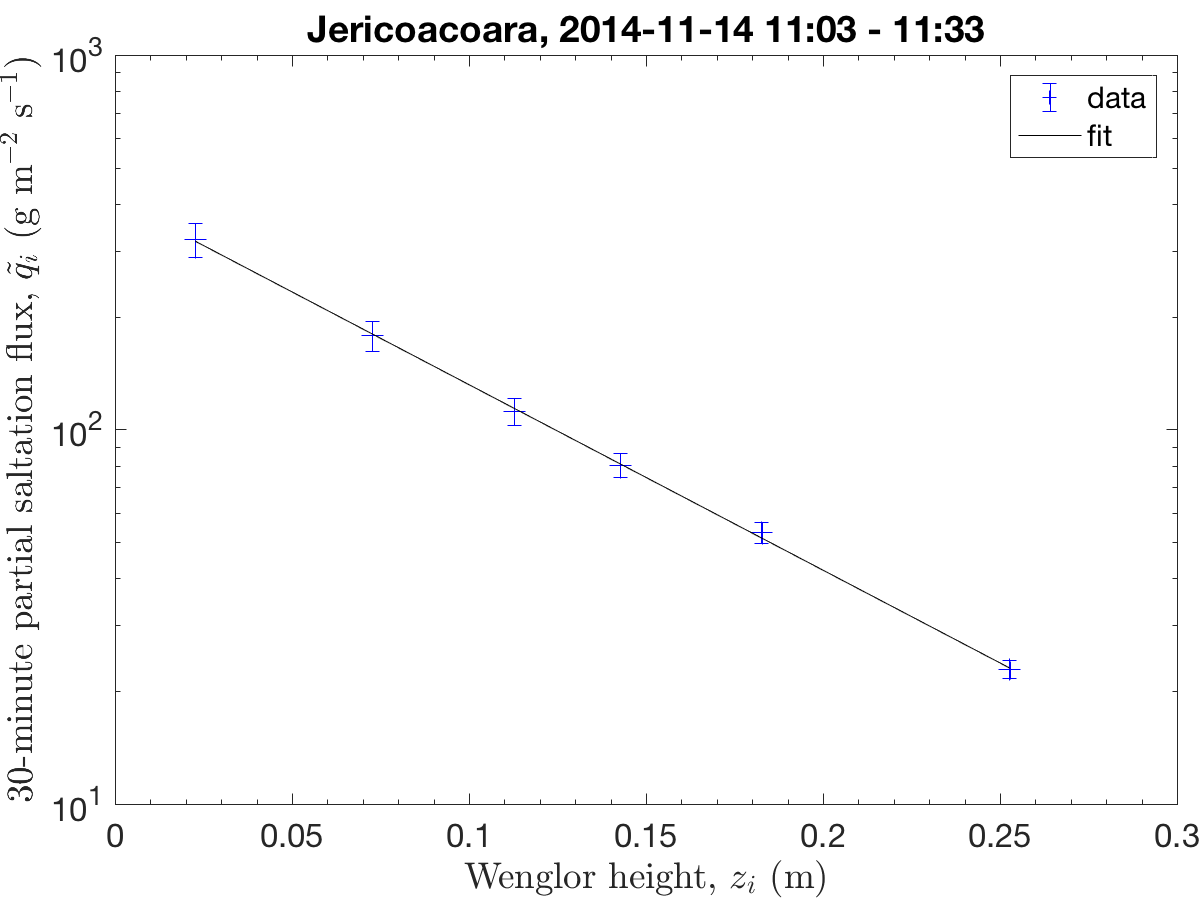 Jericoacoara, 2014-11-14 11:03 - 11:33
10³
10²
10¹
30-minute partial saltation flux, q̃ᵢ (g m⁻² s⁻¹)
data
fit
0 0.05 0.1 0.15 0.2 0.25 0.3
Wenglor height, zᵢ (m)